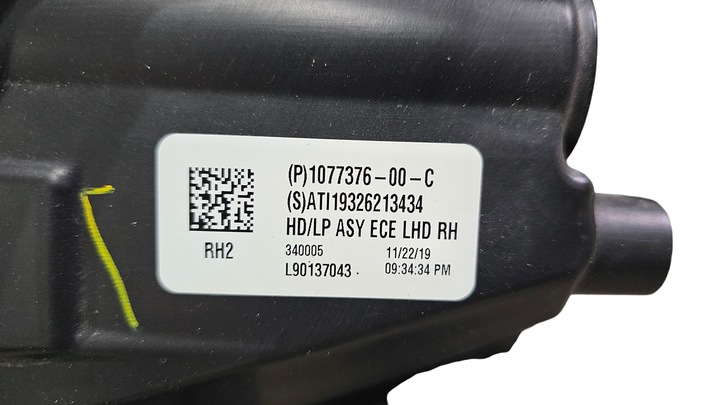 (P)1077376-00-C
(S)ATI19326213434
HD/LP ASY ECE LHD RH
RH2
340005 11/22/19
L90137043 09:34:34 PM